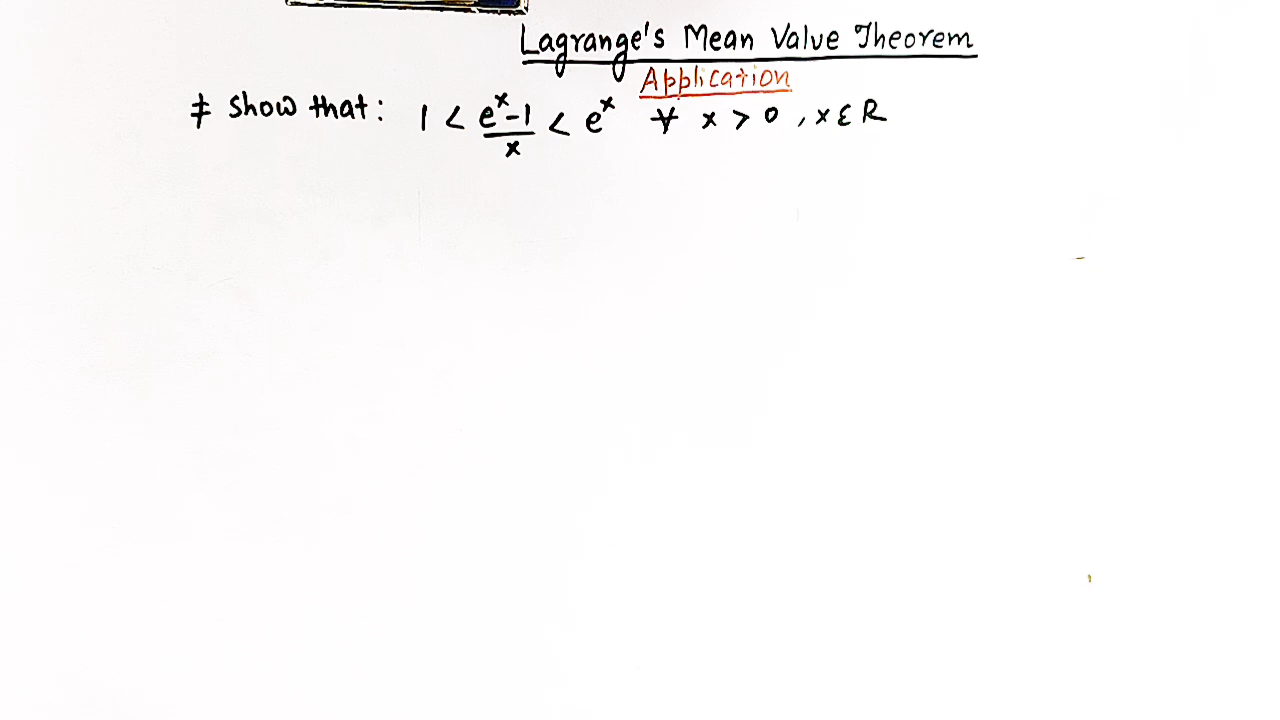 Lagrange's Mean Value Theorem
Application
# Show that: 1 < (e^x-1)/x < e^x ∀ x > 0, x ε R